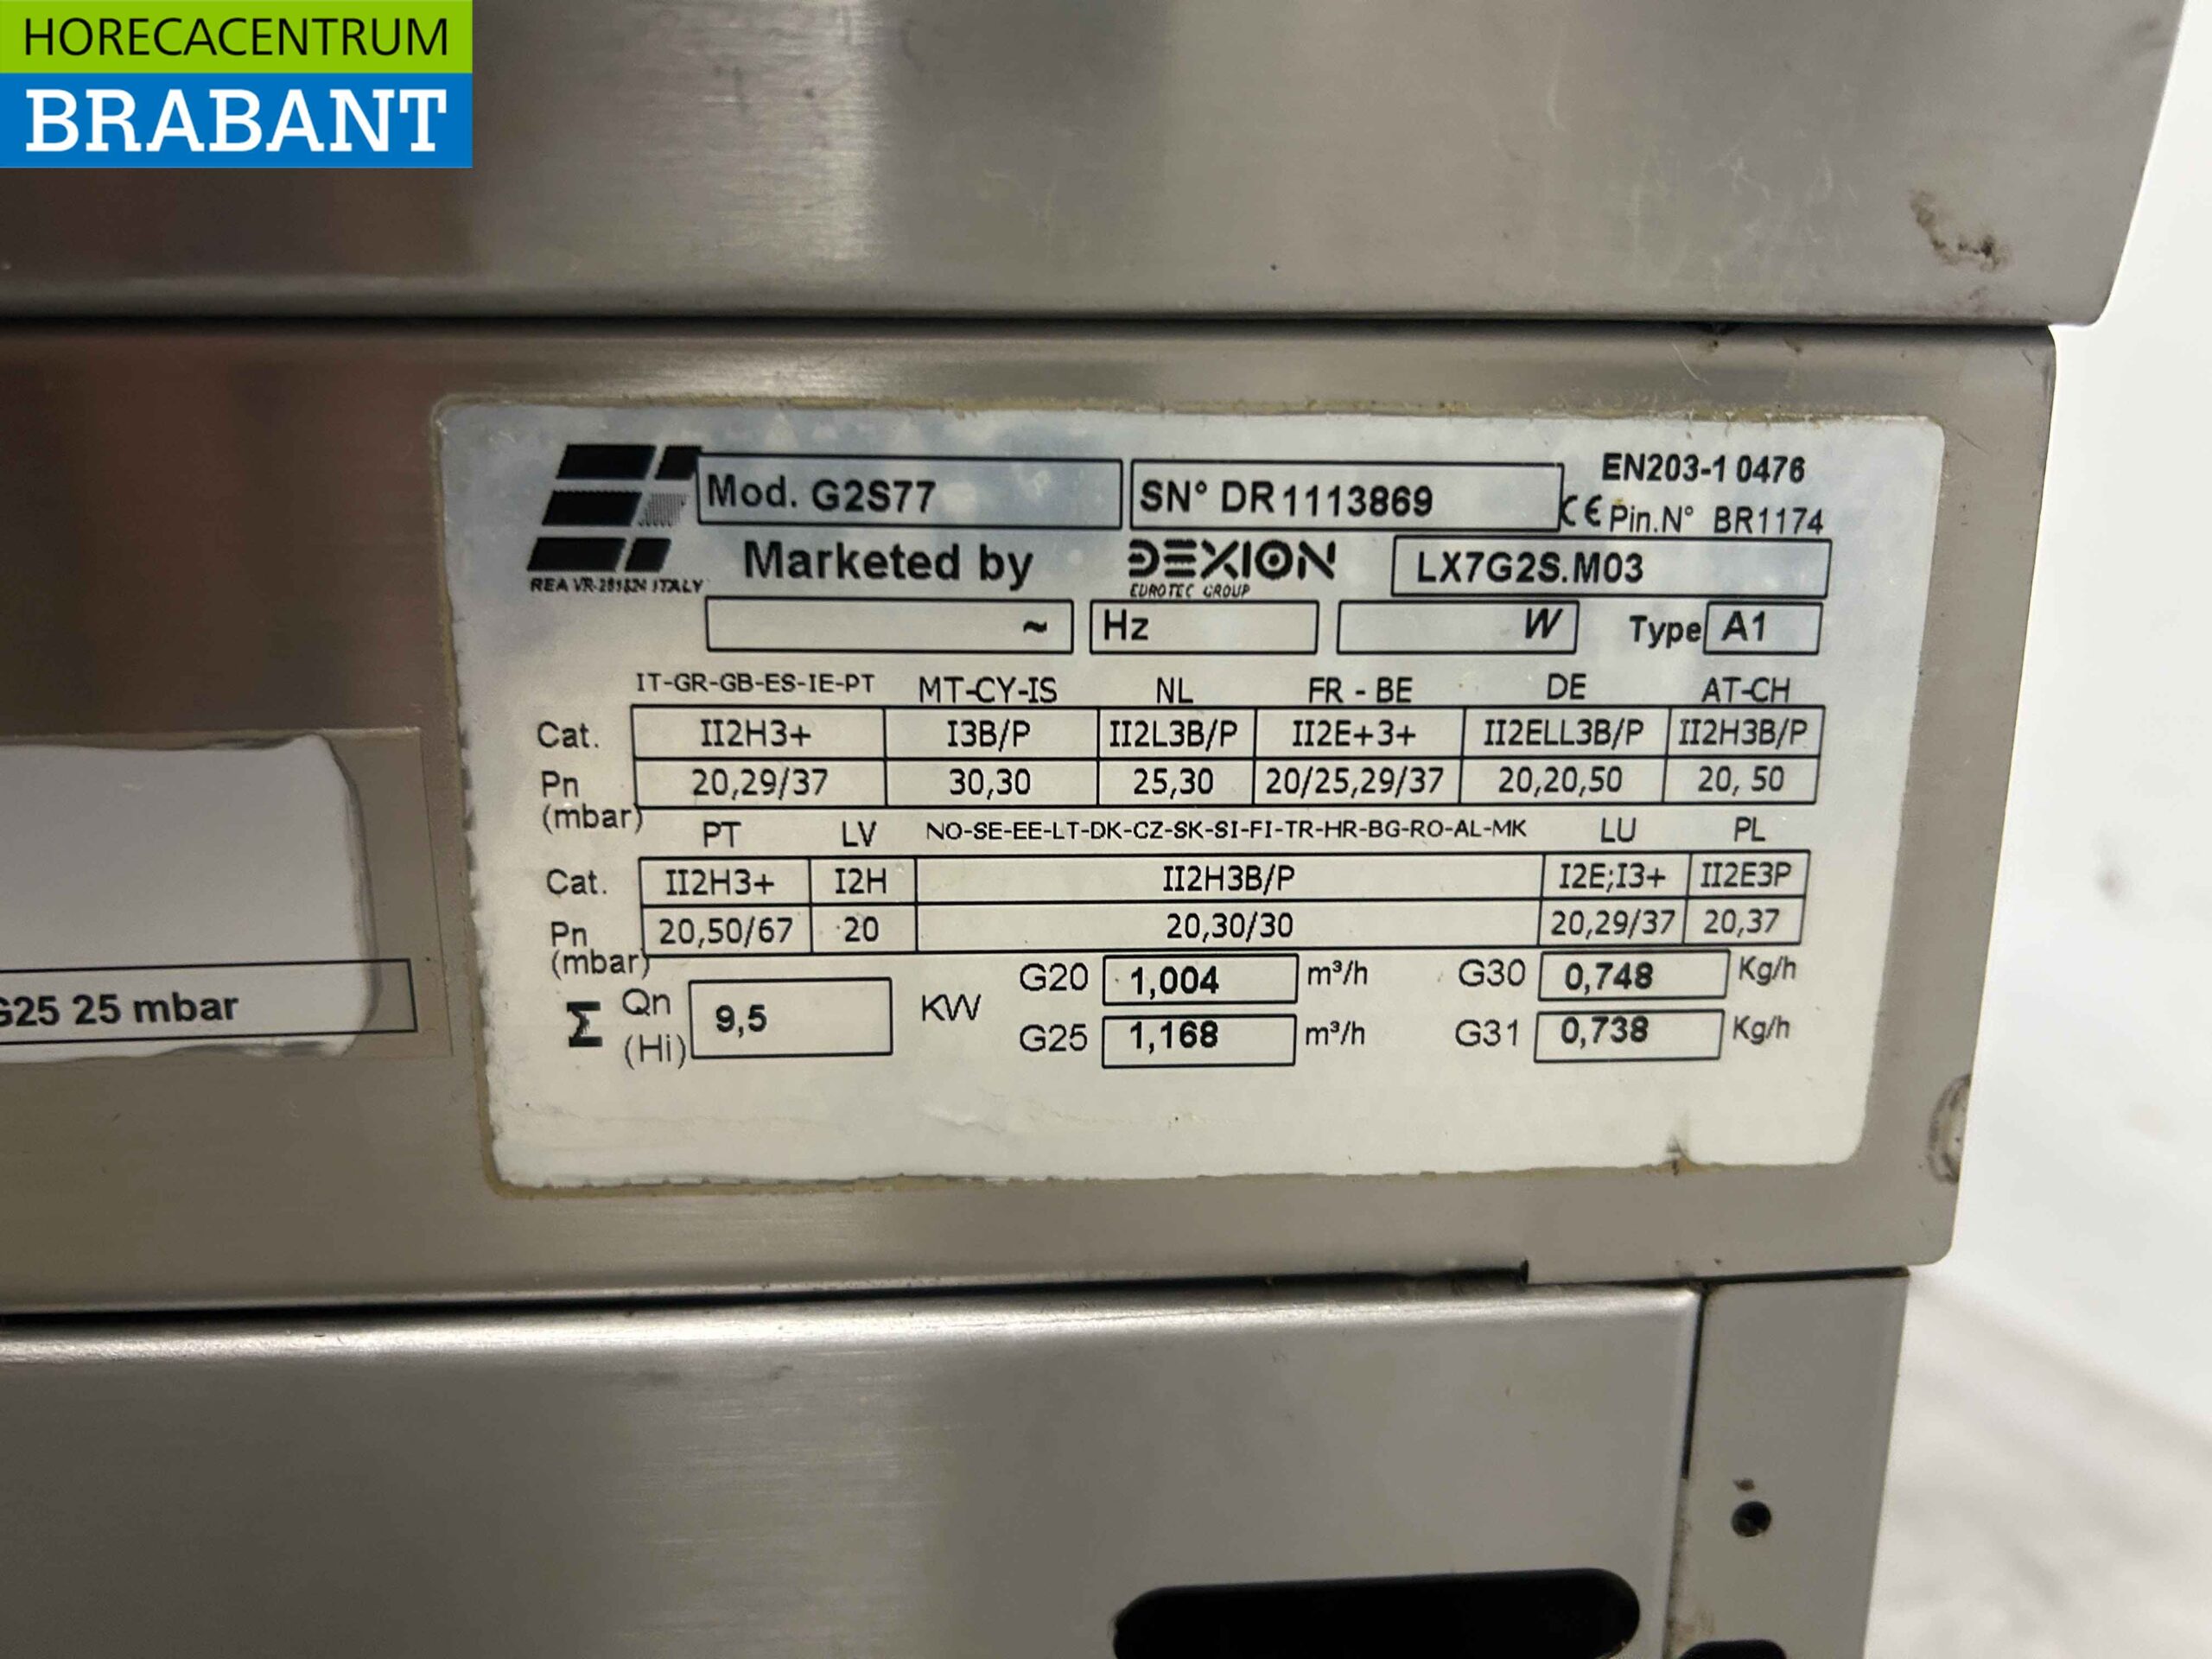 HORECACENTRUM
BRABANT
Mod. G2S77
SN° DR1113869
EN203-1 0476
CE Pin.N° BR1174
REA VR-281824 ITALY
Marketed by DEXION
EUROTEC GROUP
LX7G2S.M03
~ Hz W Type A1
IT-GR-GB-ES-IE-PT MT-CY-IS NL FR - BE DE AT-CH
Cat. II2H3+ I3B/P II2L3B/P II2E+3+ II2ELL3B/P II2H3B/P
Pn (mbar) 20,29/37 30,30 25,30 20/25,29/37 20,20,50 20, 50
PT LV NO-SE-EE-LT-DK-CZ-SK-SI-FI-TR-HR-BG-RO-AL-MK LU PL
Cat. II2H3+ I2H II2H3B/P I2E;I3+ II2E3P
Pn (mbar) 20,50/67 20 20,30/30 20,29/37 20,37
Σ Qn (Hi) 9,5 KW
G20 1,004 m³/h G30 0,748 Kg/h
G25 1,168 m³/h G31 0,738 Kg/h
G25 25 mbar